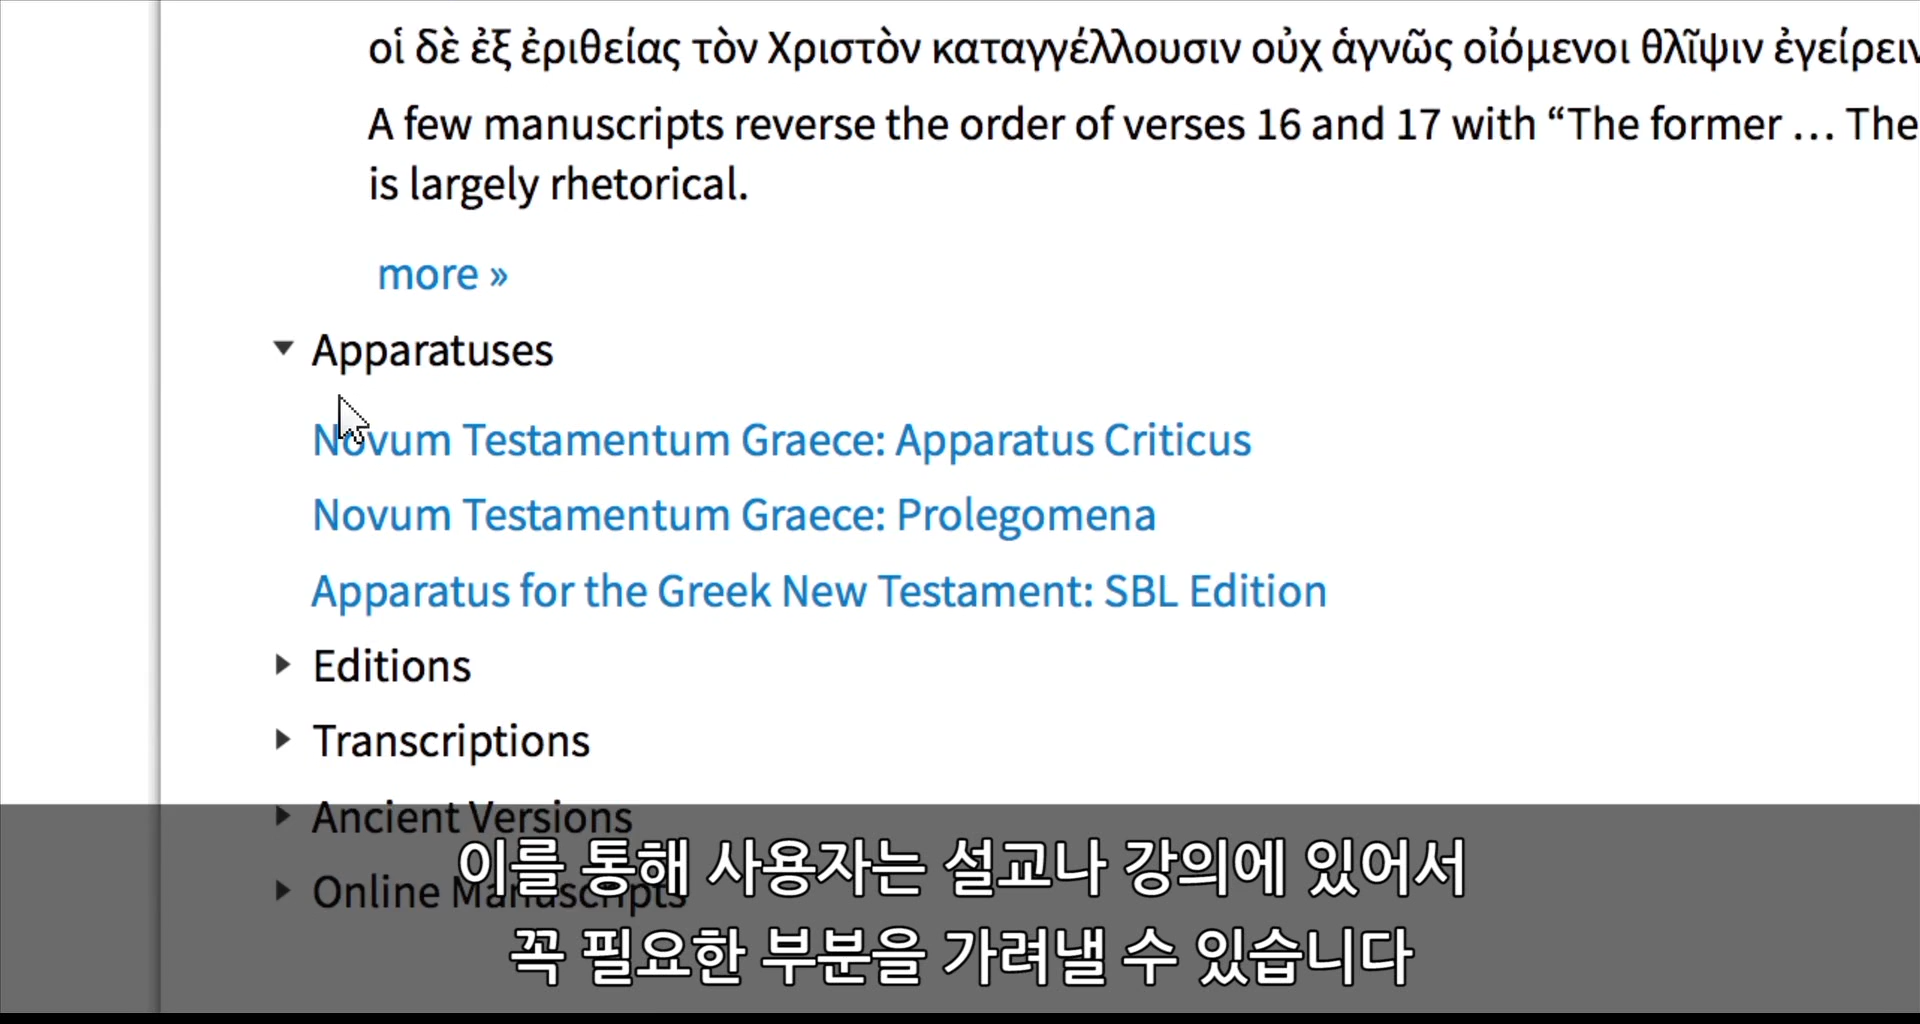 οἱ δὲ ἐξ ἐριθείας τὸν Χριστὸν καταγγέλλουσιν οὐχ ἁγνῶς οἰόμενοι θλῖψιν ἐγείρειν
A few manuscripts reverse the order of verses 16 and 17 with “The former … The
is largely rhetorical.
more »
Apparatuses
Novum Testamentum Graece: Apparatus Criticus
Novum Testamentum Graece: Prolegomena
Apparatus for the Greek New Testament: SBL Edition
Editions
Transcriptions
Ancient Versions
Online Manuscripts
이를 통해 사용자는 설교나 강의에 있어서
꼭 필요한 부분을 가려낼 수 있습니다